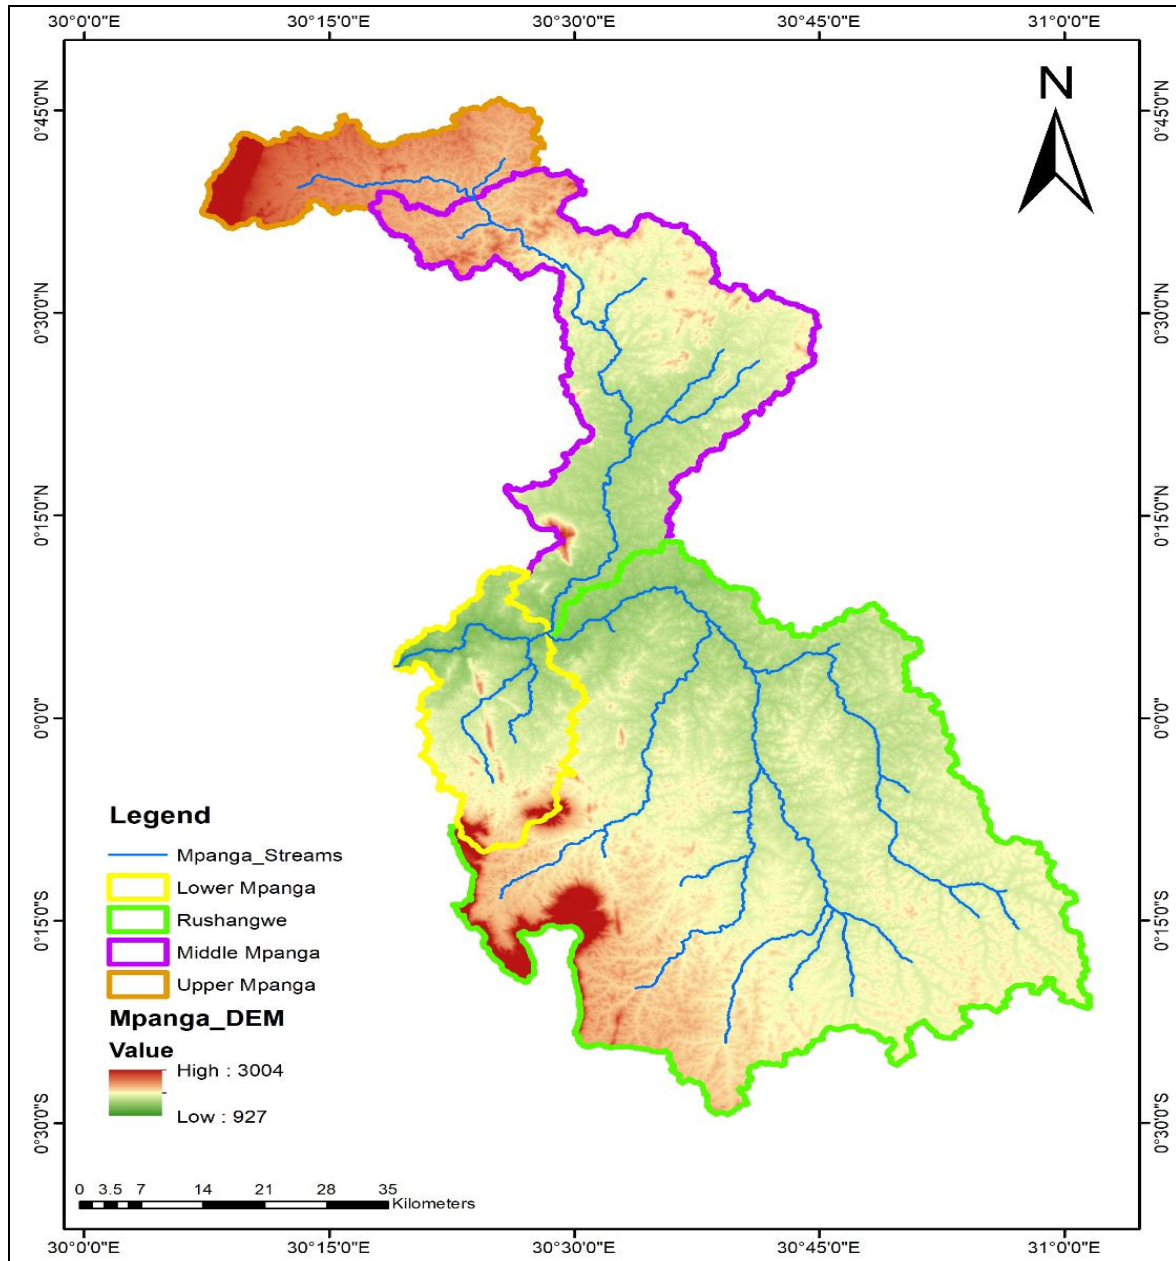 30°0'0"E 30°15'0"E 30°30'0"E 30°45'0"E 31°0'0"E
N
0°45'0"N 0°45'0"N
0°30'0"N 0°30'0"N
0°15'0"N 0°15'0"N
0°0'0" 0°0'0"
Legend
Mpanga_Streams
Lower Mpanga
Rushangwe
0°15'0"S 0°15'0"S
Middle Mpanga
Upper Mpanga
Mpanga_DEM
Value
High : 3004
Low : 927
0°30'0"S 0°30'0"S
0 3.5 7 14 21 28 35
Kilometers
30°0'0"E 30°15'0"E 30°30'0"E 30°45'0"E 31°0'0"E